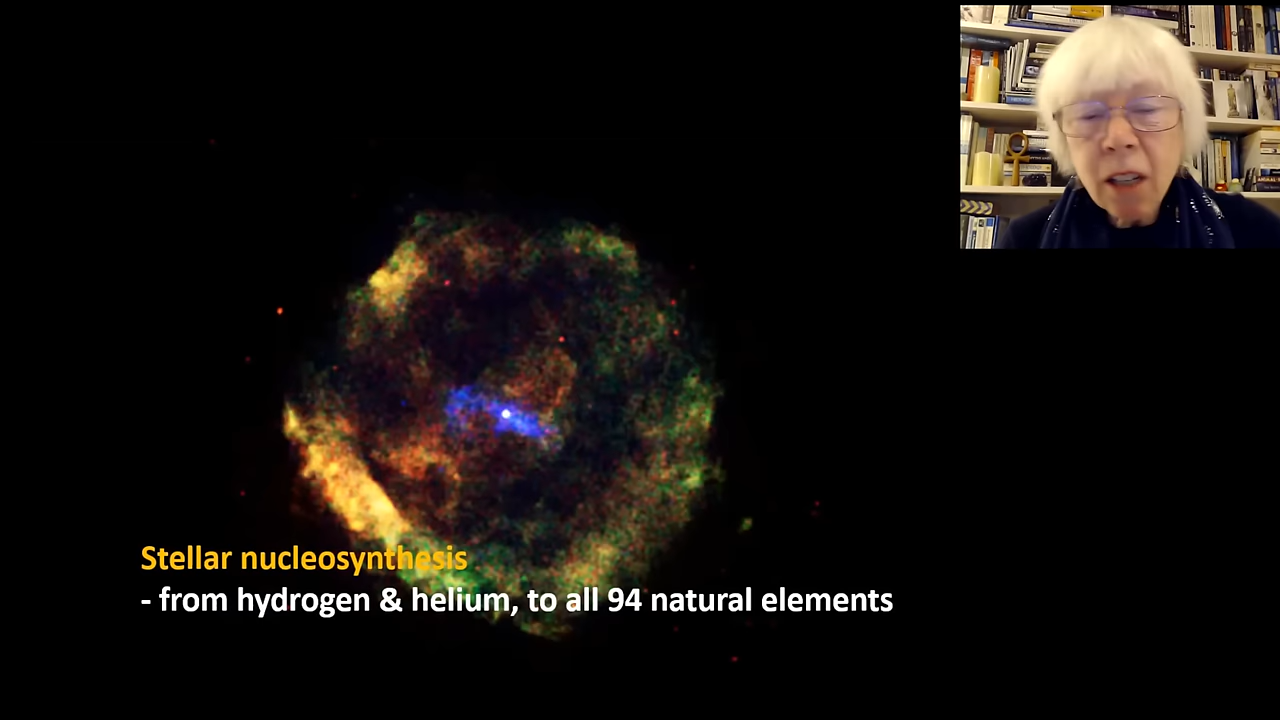 Stellar nucleosynthesis
- from hydrogen & helium, to all 94 natural elements